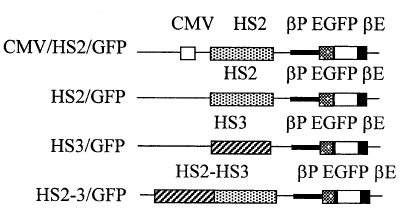 CMV HS2 βP EGFP βE
CMV/HS2/GFP
HS2 βP EGFP βE
HS2/GFP
HS3 βP EGFP βE
HS3/GFP
HS2-HS3 βP EGFP βE
HS2-3/GFP